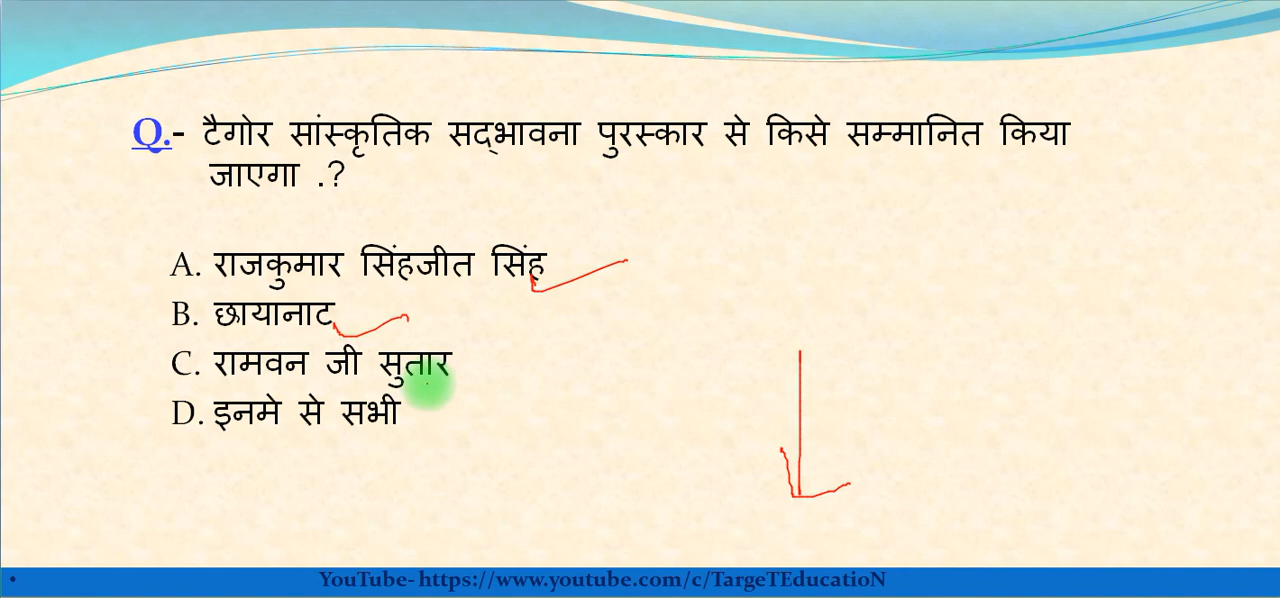 Q.- टैगोर सांस्कृतिक सद्भावना पुरस्कार से किसे सम्मानित किया
जाएगा .?
A. राजकुमार सिंहजीत सिंह
B. छायानाट
C. रामवन जी सुतार
D. इनमे से सभी
• YouTube- https://www.youtube.com/c/TargeTEducatioN